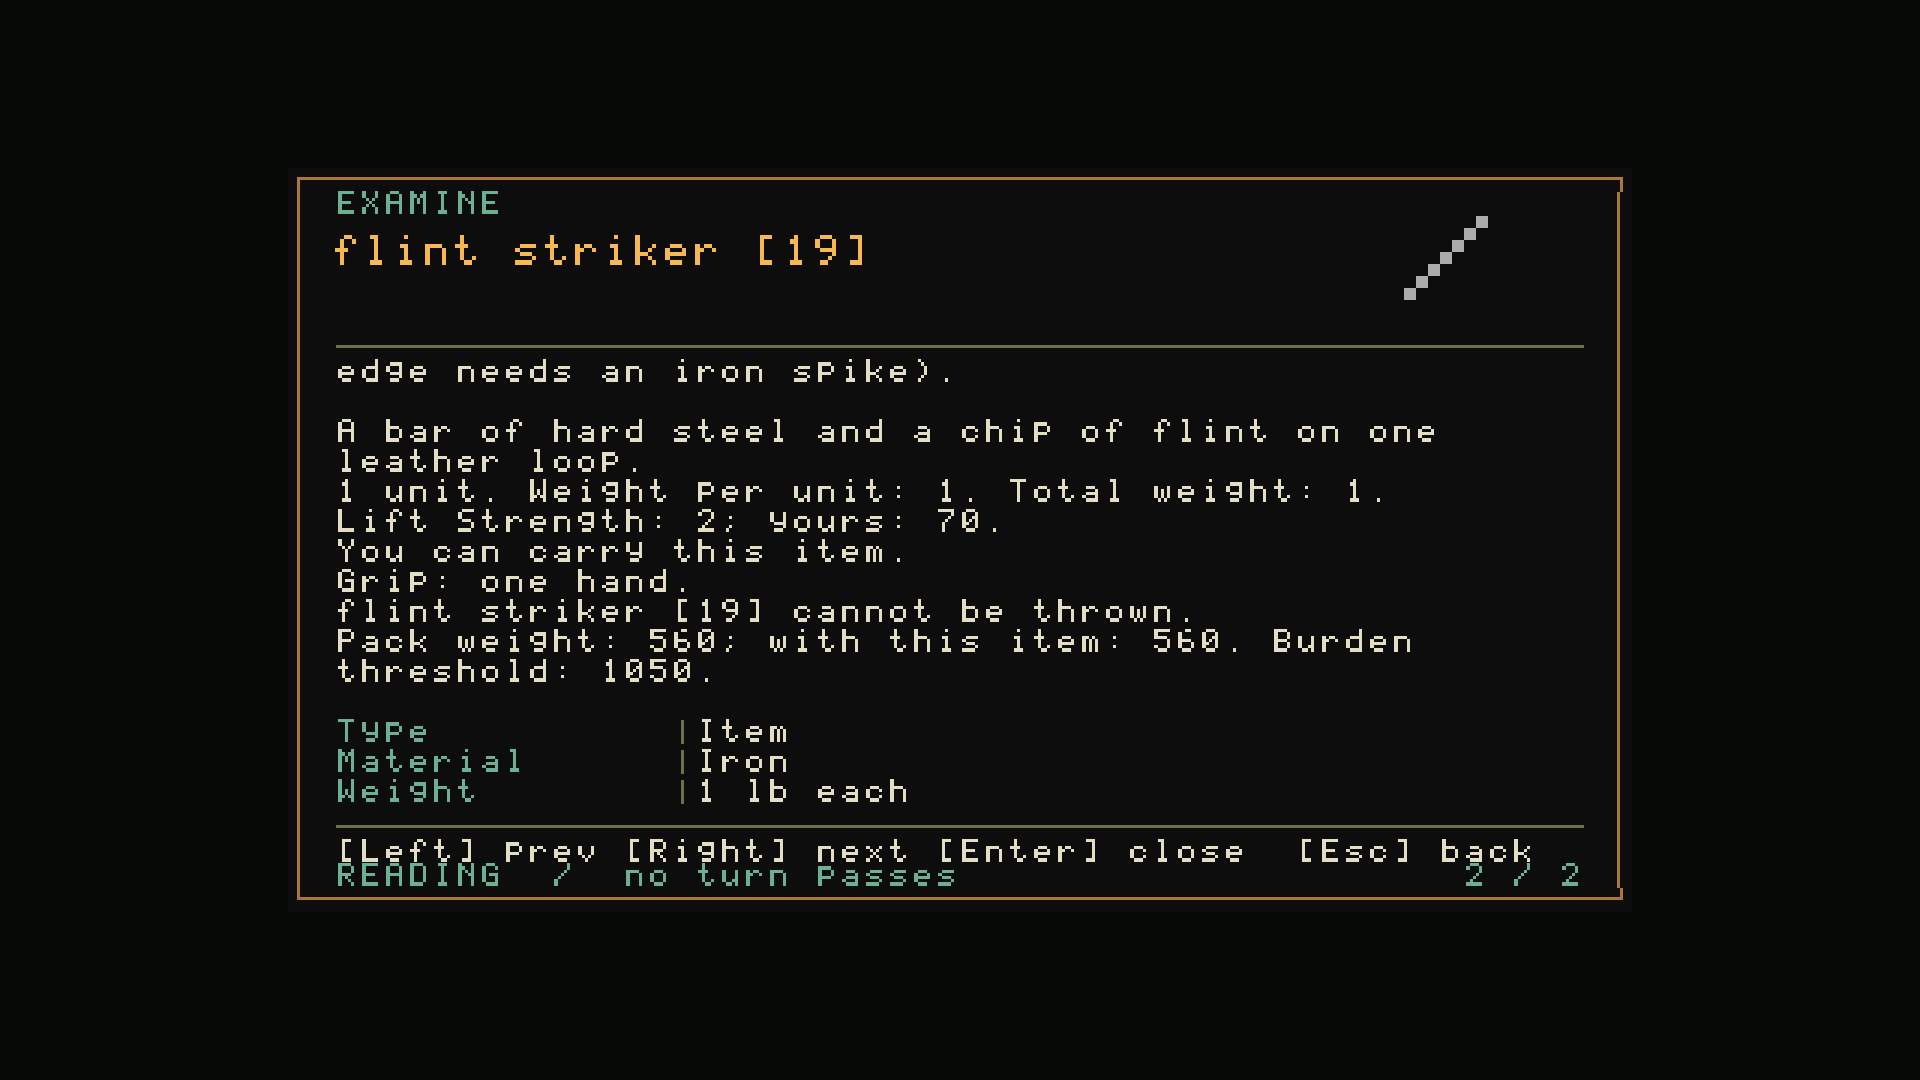 EXAMINE
flint striker [19]
edge needs an iron spike).
A bar of hard steel and a chip of flint on one
leather loop.
1 unit. Weight per unit: 1. Total weight: 1.
Lift Strength: 2; yours: 70.
You can carry this item.
Grip: one hand.
flint striker [19] cannot be thrown.
Pack weight: 560; with this item: 560. Burden
threshold: 1050.
Type | Item
Material | Iron
Weight | 1 lb each
[Left] prev [Right] next [Enter] close [Esc] back
READING / no turn passes 2 / 2